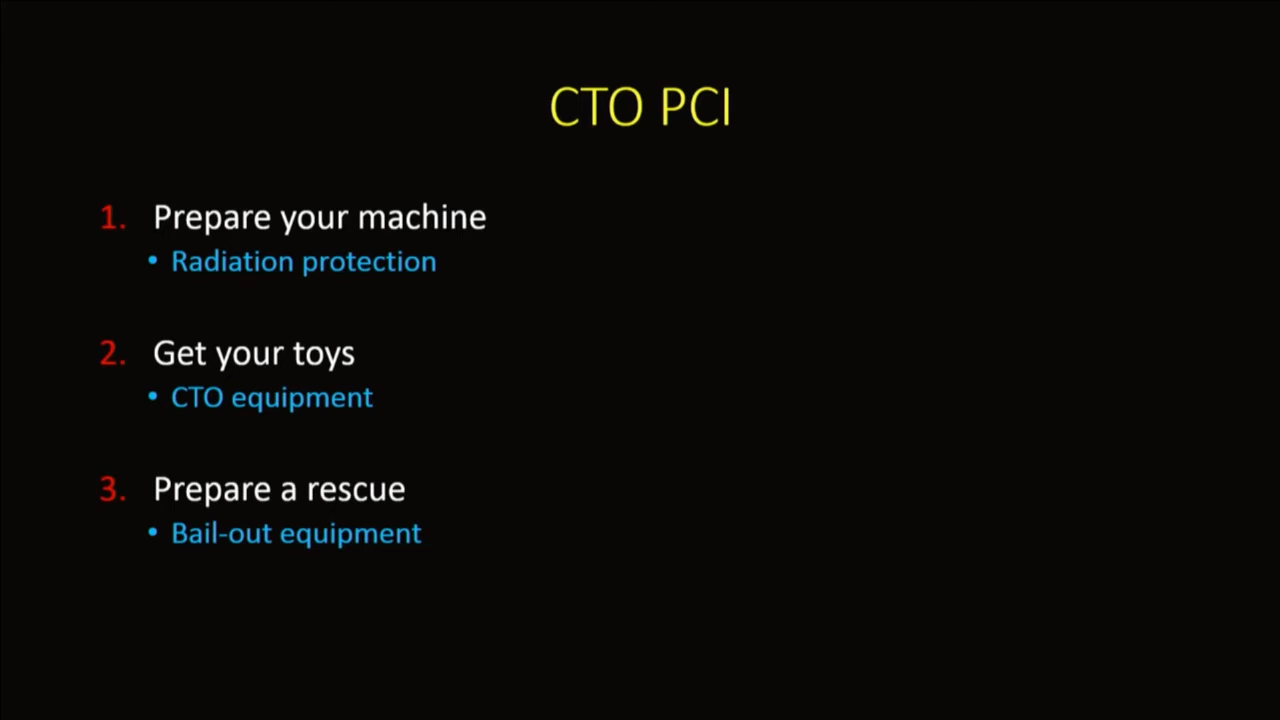 CTO PCI
1. Prepare your machine
• Radiation protection
2. Get your toys
• CTO equipment
3. Prepare a rescue
• Bail-out equipment